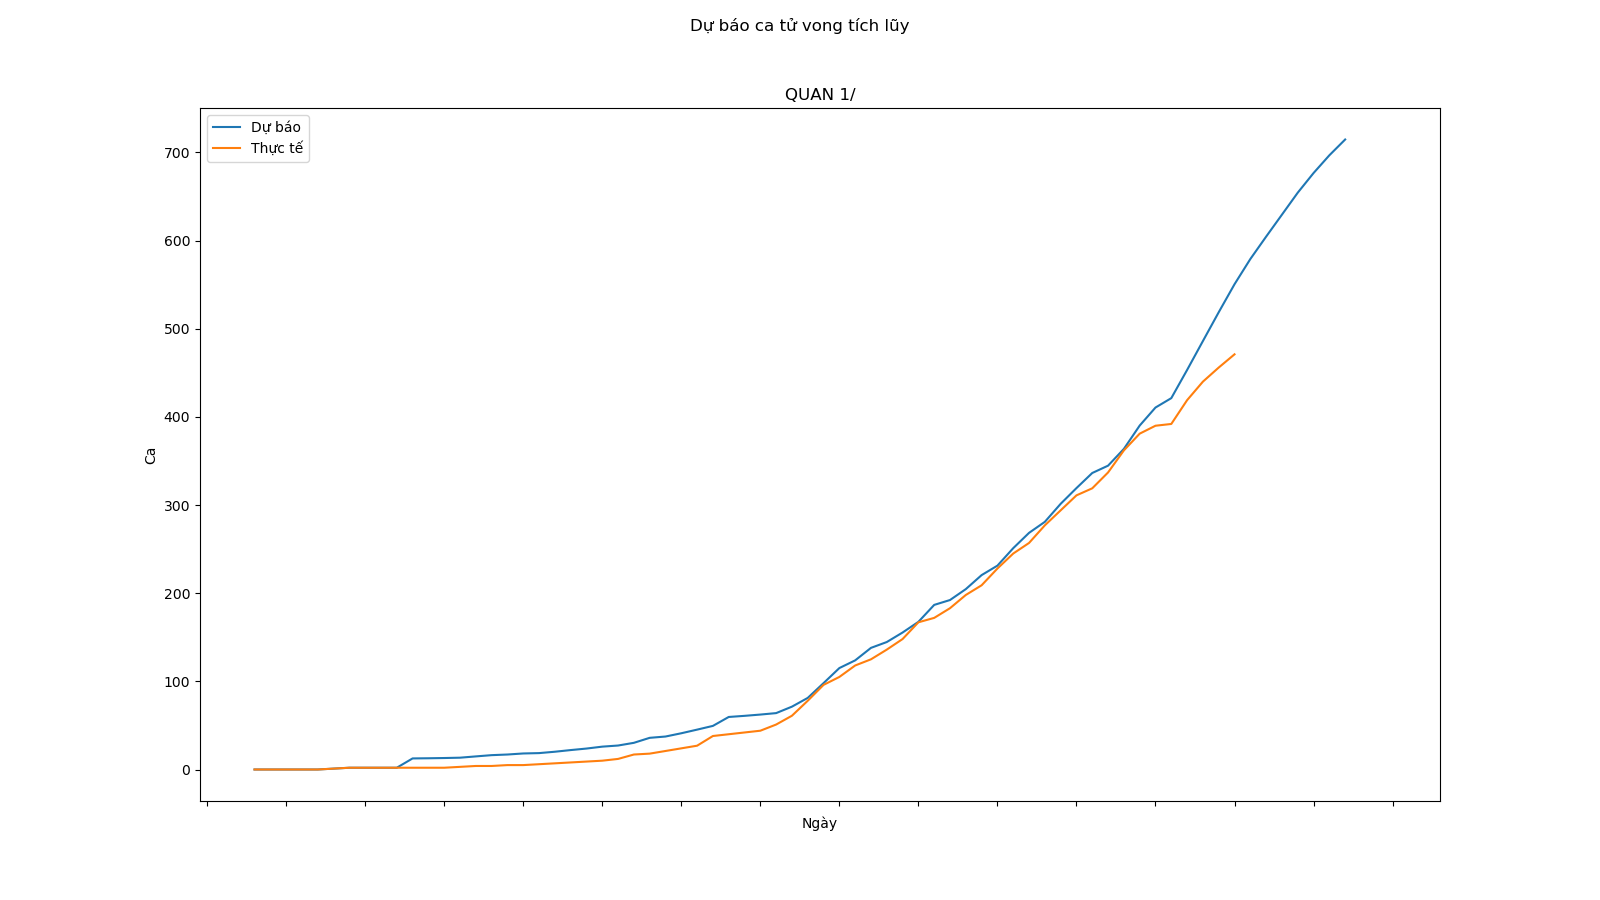 Dự báo ca tử vong tích lũy
QUAN 1/
Dự báo
Thực tế
700
600
500
400
300
200
100
0
Ca
Ngày